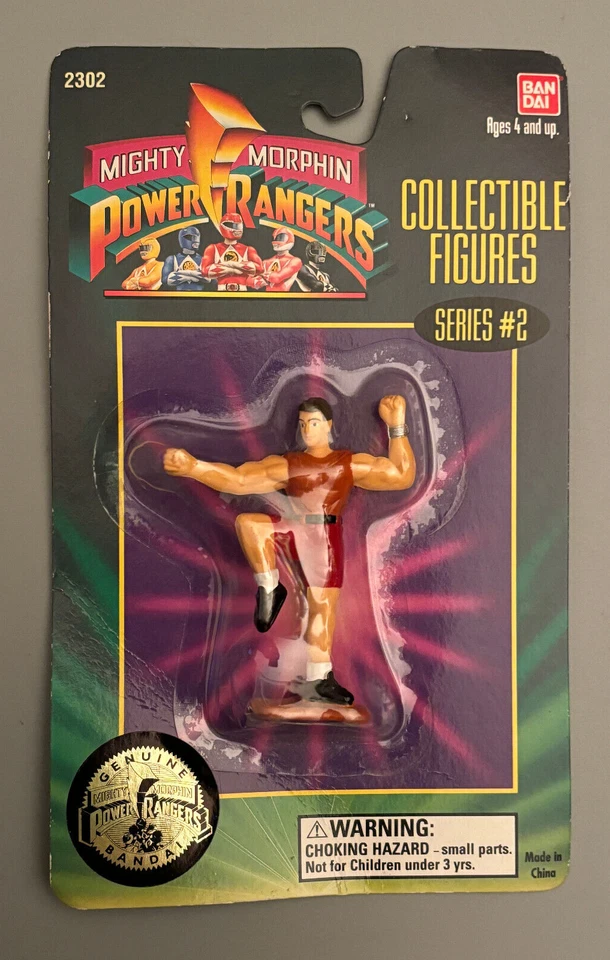 2302
BAN
DAI
Ages 4 and up.
MIGHTY MORPHIN
POWER RANGERS
™
COLLECTIBLE
FIGURES
SERIES #2
GENUINE
MIGHTY MORPHIN
POWER RANGERS
BANDAI
WARNING:
CHOKING HAZARD – small parts.
Not for Children under 3 yrs.
Made in
China